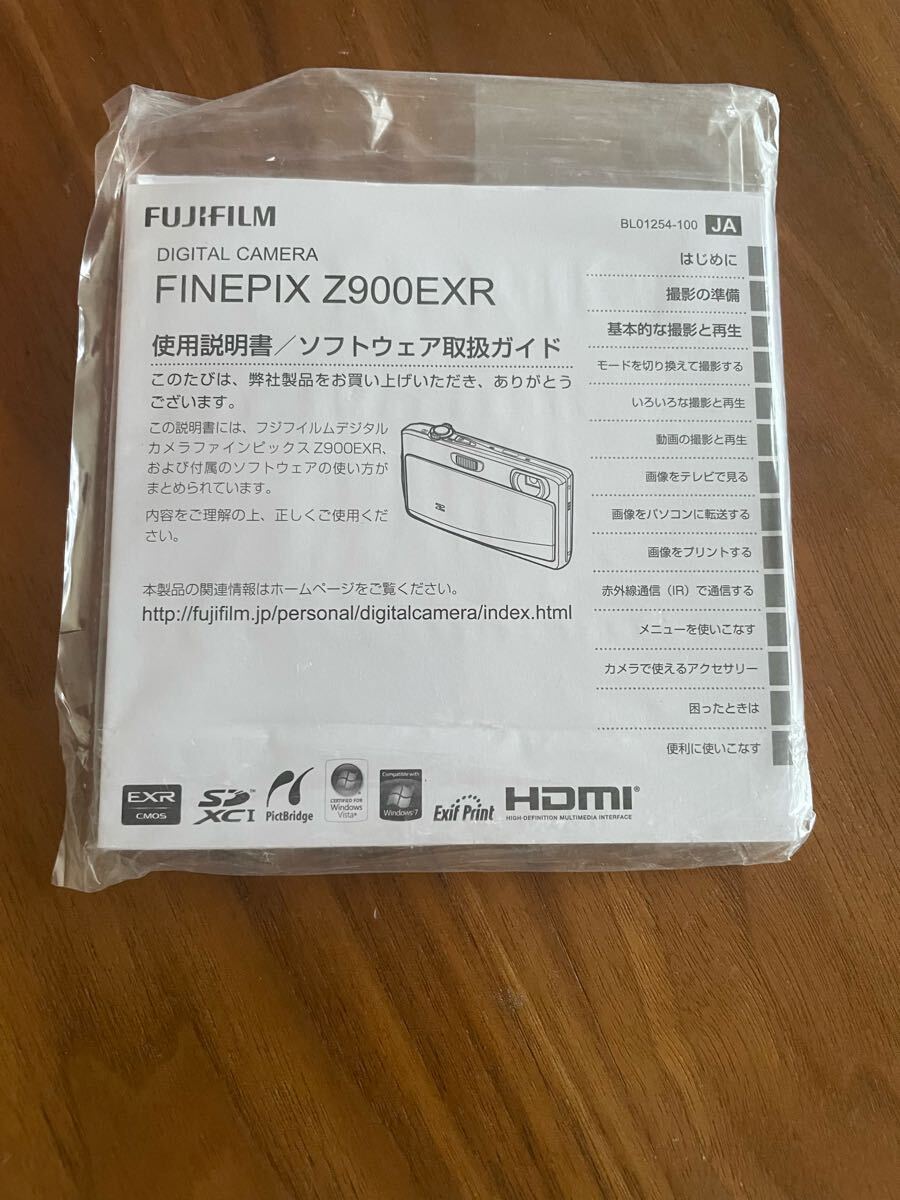 FUJIFILM
BL01254-100 JA
DIGITAL CAMERA
FINEPIX Z900EXR
使用説明書/ソフトウェア取扱ガイド
このたびは、弊社製品をお買い上げいただき、ありがとう
ございます。
この説明書には、フジフイルムデジタル
カメラファインピックス Z900EXR、
および付属のソフトウェアの使い方が
まとめられています。
内容をご理解の上、正しくご使用くだ
さい。
Z
本製品の関連情報はホームページをご覧ください。
http://fujifilm.jp/personal/digitalcamera/index.html
はじめに
撮影の準備
基本的な撮影と再生
モードを切り換えて撮影する
いろいろな撮影と再生
動画の撮影と再生
画像をテレビで見る
画像をパソコンに転送する
画像をプリントする
赤外線通信(IR)で通信する
メニューを使いこなす
カメラで使えるアクセサリー
困ったときは
便利に使いこなす
EXR
CMOS
SD
XC I
™
PictBridge
CERTIFIED FOR
Windows
Vista®
Compatible with
Windows 7
Exif Print
HDMI®
HIGH-DEFINITION MULTIMEDIA INTERFACE